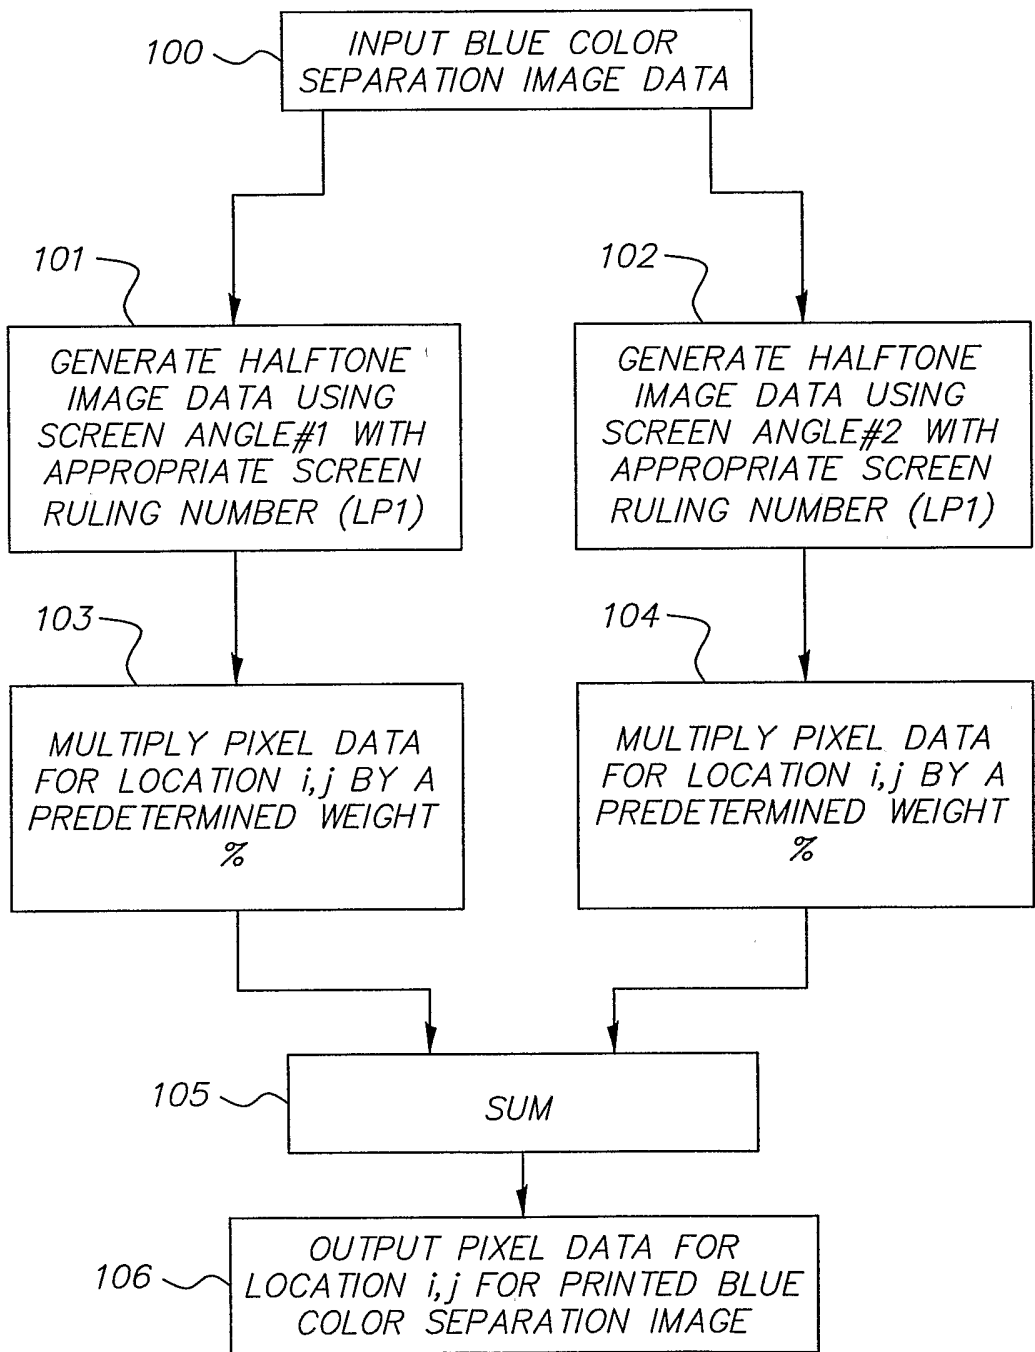 100
INPUT BLUE COLOR
SEPARATION IMAGE DATA
101
GENERATE HALFTONE
IMAGE DATA USING
SCREEN ANGLE#1 WITH
APPROPRIATE SCREEN
RULING NUMBER (LP1)
102
GENERATE HALFTONE
IMAGE DATA USING
SCREEN ANGLE#2 WITH
APPROPRIATE SCREEN
RULING NUMBER (LP1)
103
MULTIPLY PIXEL DATA
FOR LOCATION i,j BY A
PREDETERMINED WEIGHT
%
104
MULTIPLY PIXEL DATA
FOR LOCATION i,j BY A
PREDETERMINED WEIGHT
%
105
SUM
106
OUTPUT PIXEL DATA FOR
LOCATION i,j FOR PRINTED BLUE
COLOR SEPARATION IMAGE